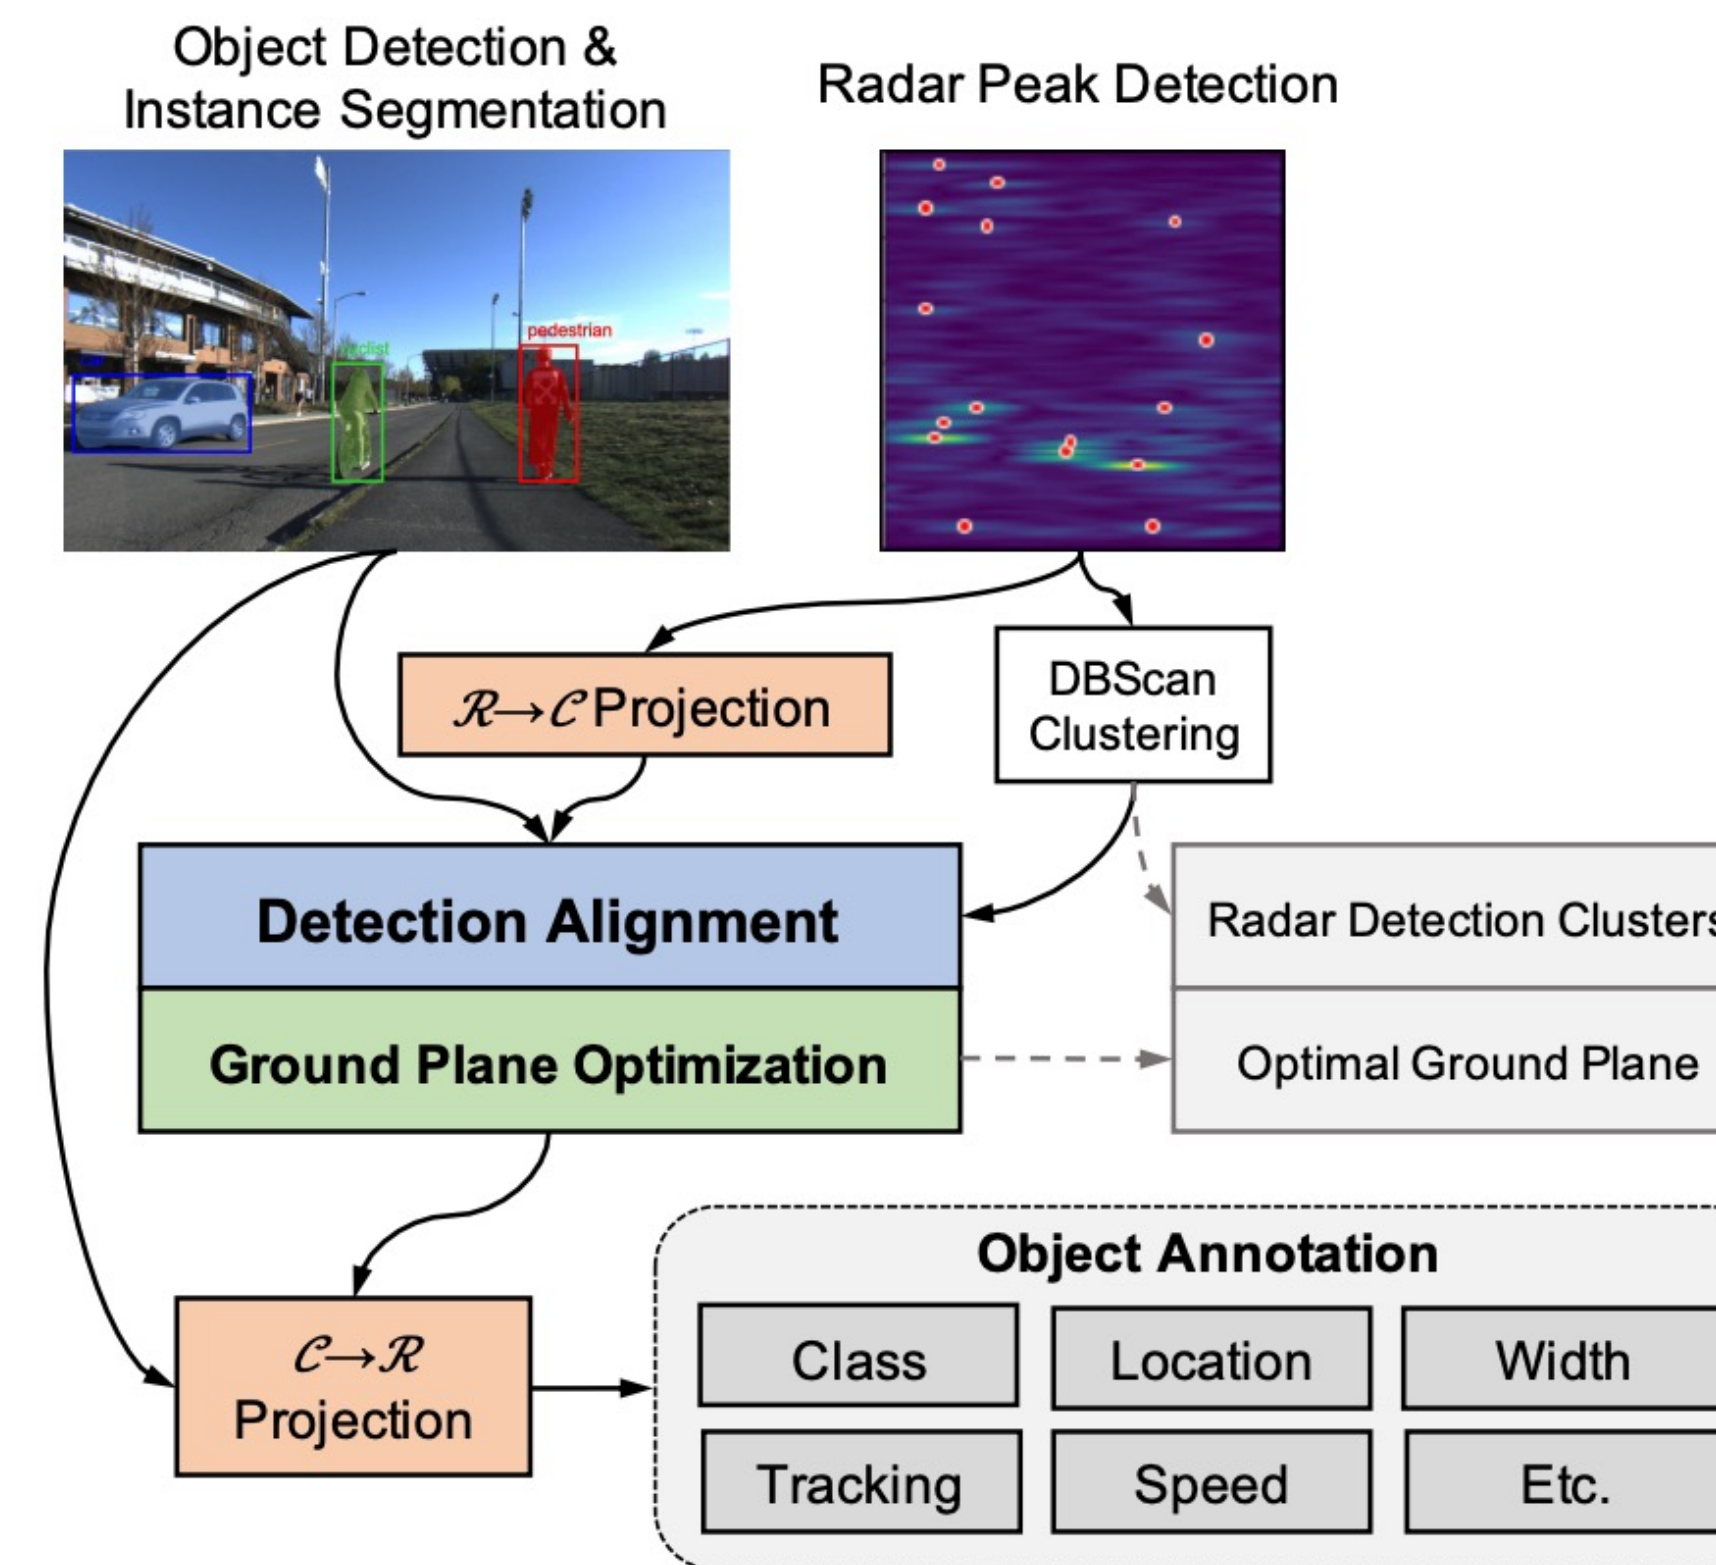 Object Detection &
Instance Segmentation
Radar Peak Detection
pedestrian
ℛ→𝒞 Projection
DBScan
Clustering
Detection Alignment
Radar Detection Clusters
Ground Plane Optimization
Optimal Ground Plane
Object Annotation
𝒞→ℛ
Projection
Class
Location
Width
Tracking
Speed
Etc.